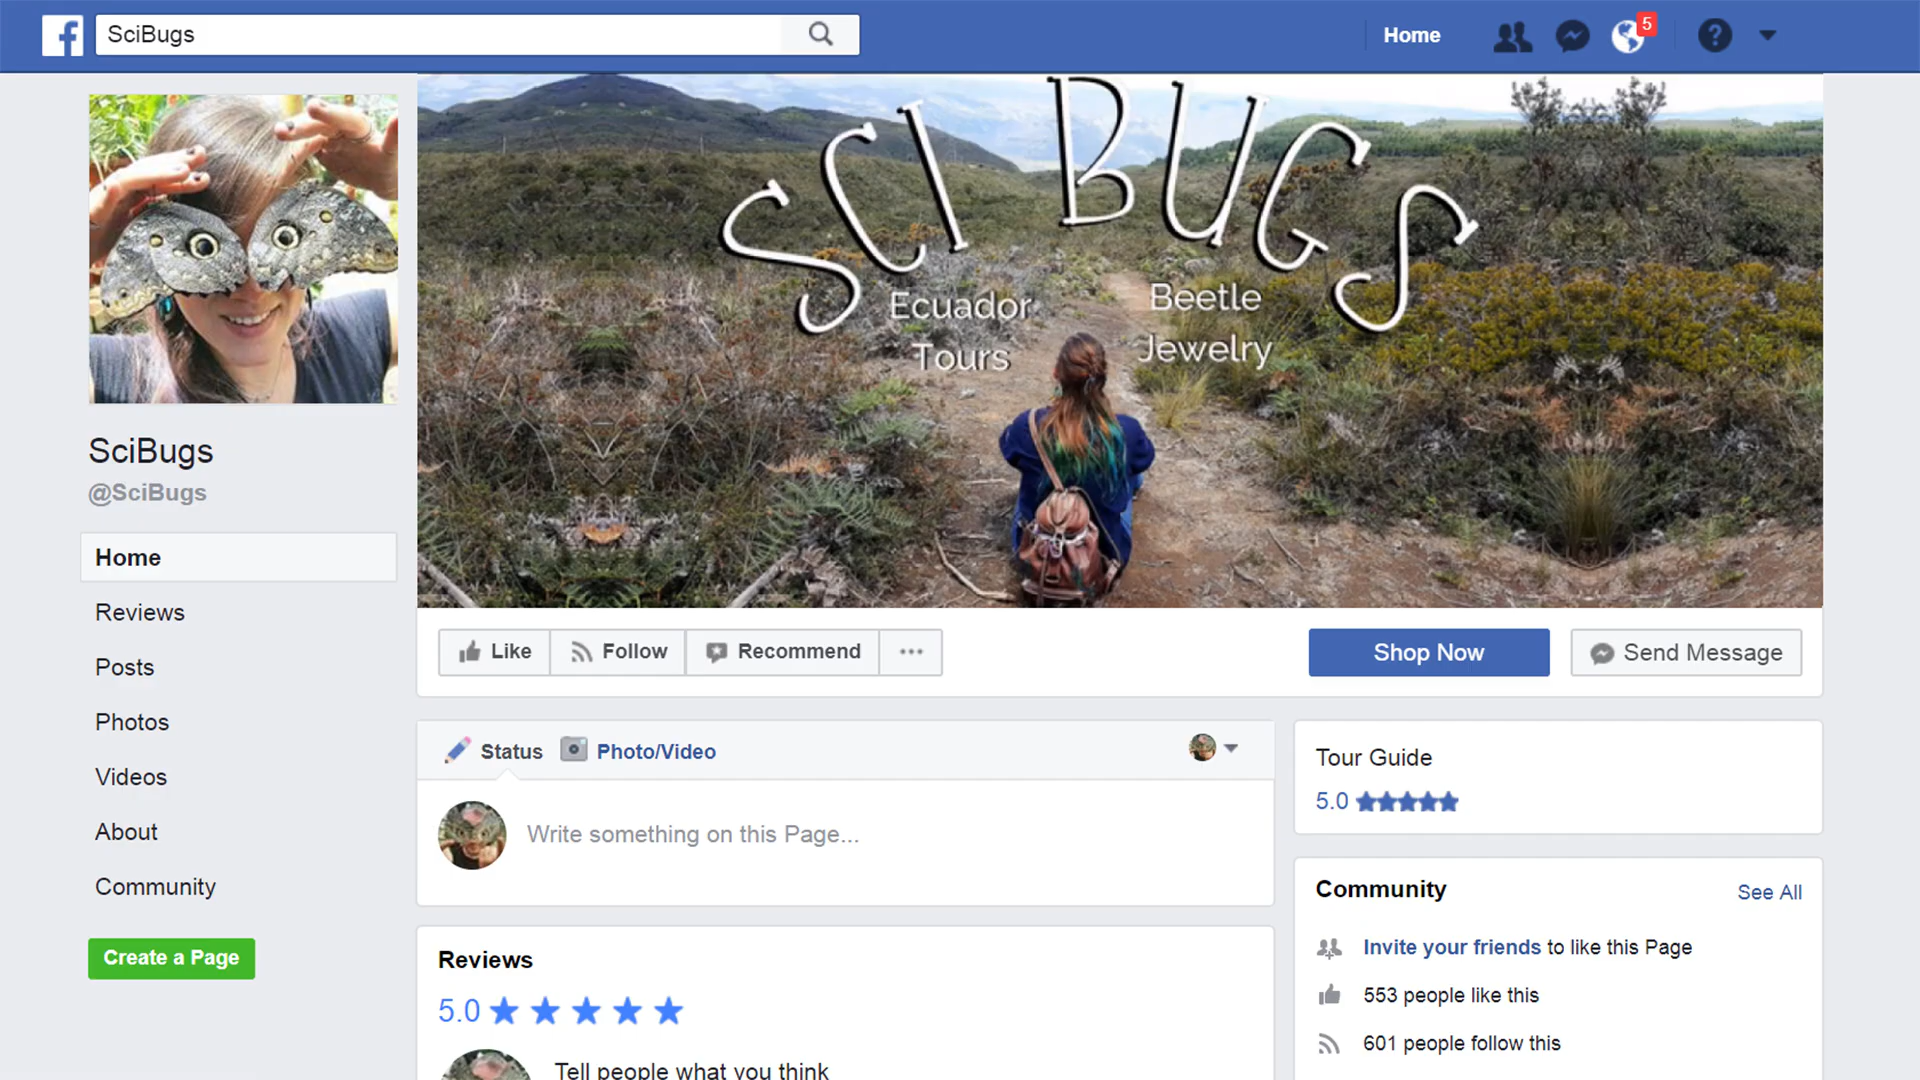 SciBugs
Home
5
?
SCI BUGS
Ecuador
Tours
Beetle
Jewelry
SciBugs
@SciBugs
Home
Reviews
Posts
Photos
Videos
About
Community
Create a Page
Like
Follow
Recommend
...
Shop Now
Send Message
Status
Photo/Video
Write something on this Page...
Reviews
5.0
Tell people what you think
Tour Guide
5.0
Community
See All
Invite your friends to like this Page
553 people like this
601 people follow this